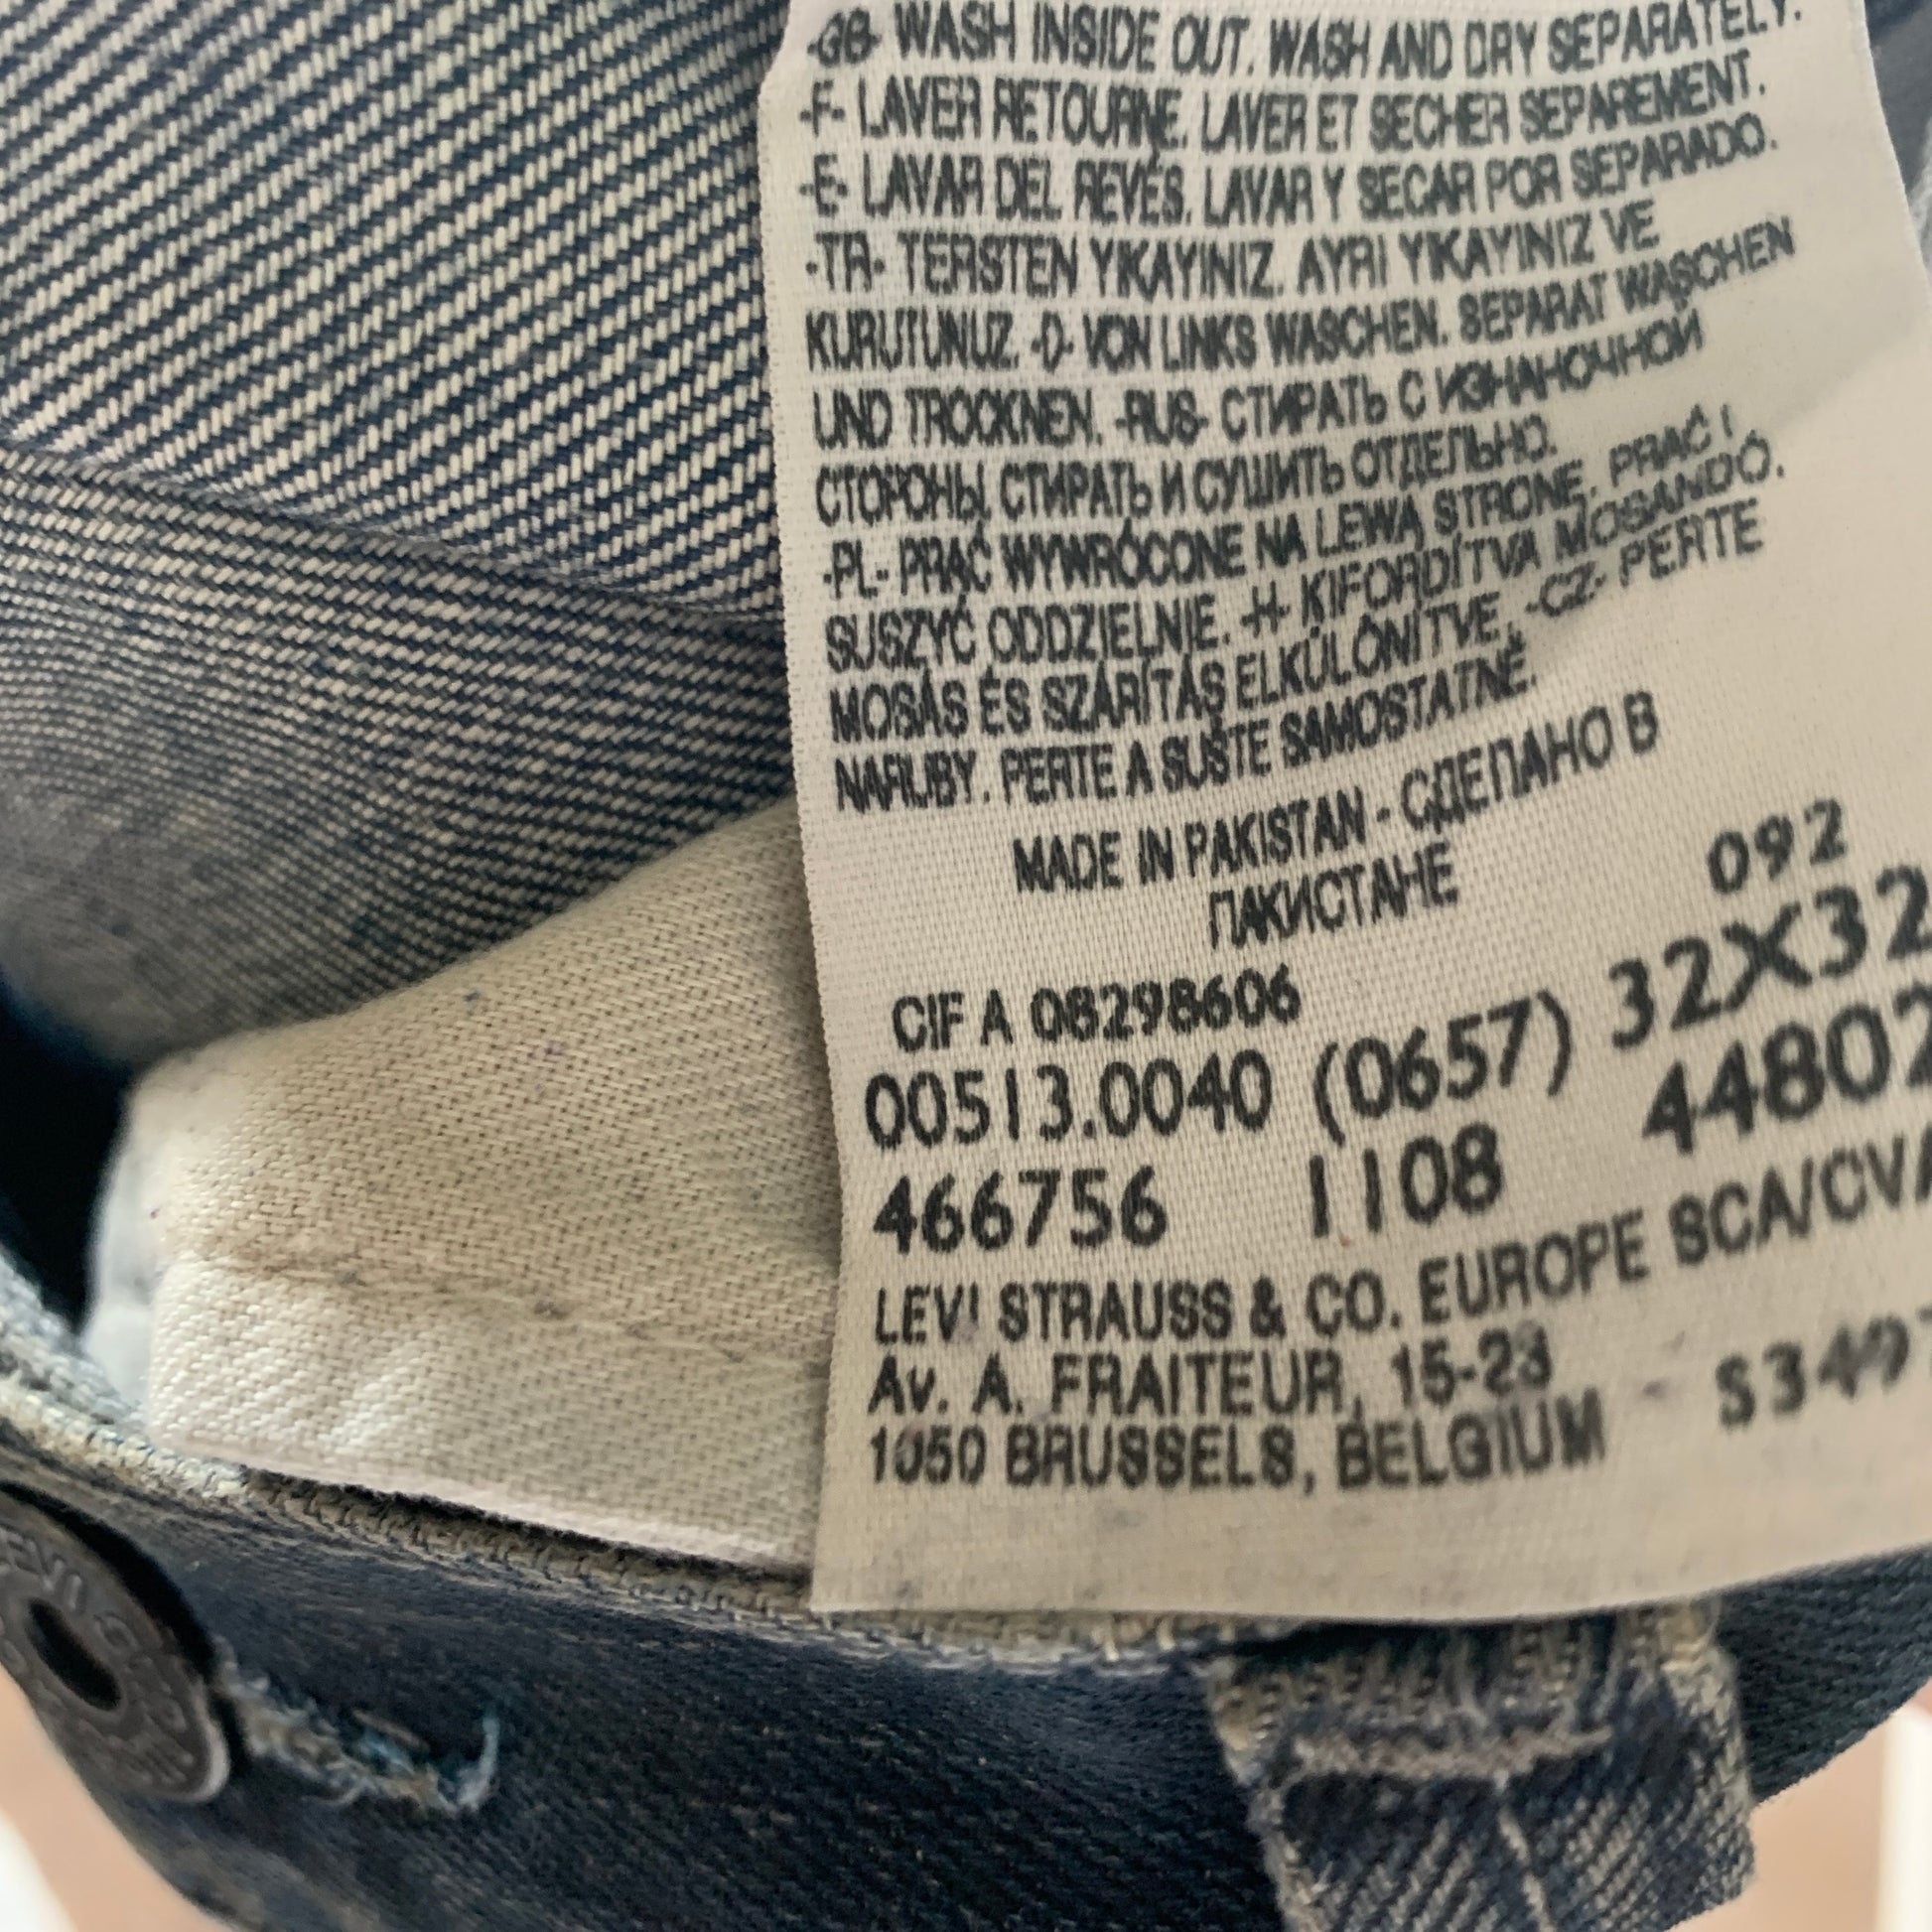 -GB- WASH INSIDE OUT. WASH AND DRY SEPARATELY.
-F- LAVER RETOURNE. LAVER ET SECHER SEPAREMENT.
-E- LAVAR DEL REVÉS. LAVAR Y SECAR POR SEPARADO.
-TR- TERSTEN YIKAYINIZ. AYRI YIKAYINIZ VE
KURUTUNUZ. -D- VON LINKS WASCHEN. SEPARAT WASCHEN
UND TROCKNEN. -RUS- СТИРАТЬ С ИЗНАНОЧНОЙ
СТОРОНЫ. СТИРАТЬ И СУШИТЬ ОТДЕЛЬНО.
-PL- PRAĆ WYWRÓCONE NA LEWĄ STRONĘ. PRAĆ I
SUSZYĆ ODDZIELNIE. -H- KIFORDÍTVA MOSANDÓ.
MOSÁS ÉS SZÁRÍTÁS ELKÜLÖNÍTVE. -CZ- PERTE
NARUBY. PERTE A SUŠTE SAMOSTATNĚ.
MADE IN PAKISTAN - СДЕЛАНО В
ПАКИСТАНЕ
092
CIF A 08298606
00513.0040 (0657) 32X32
466756 1108 44802
LEVI STRAUSS & CO. EUROPE SCA/CVA
Av. A. FRAITEUR, 15-23
1050 BRUSSELS, BELGIUM -